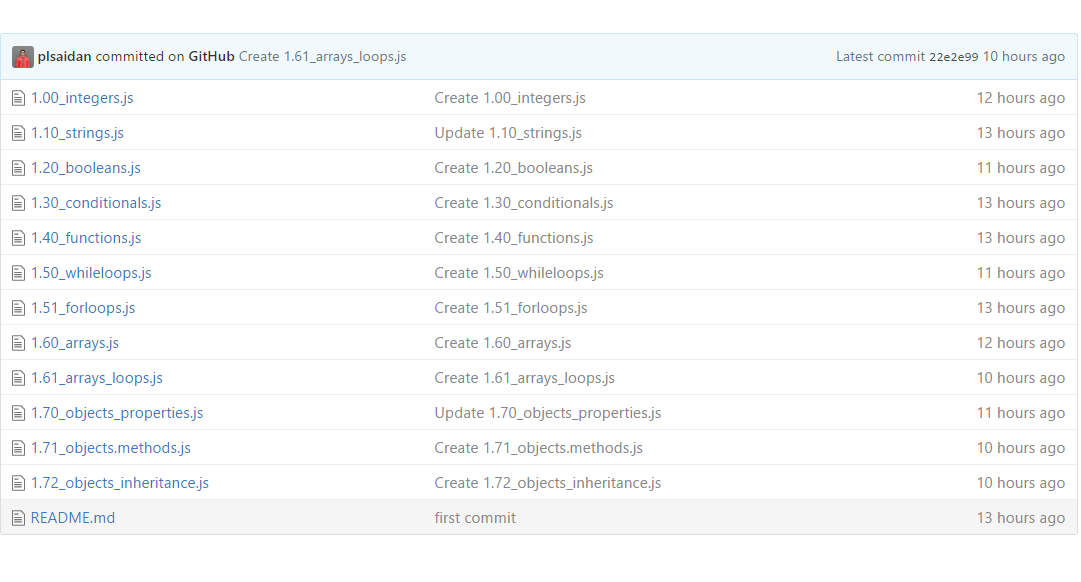 plsaidan committed on GitHub Create 1.61_arrays_loops.js Latest commit 22e2e99 10 hours ago
1.00_integers.js Create 1.00_integers.js 12 hours ago
1.10_strings.js Update 1.10_strings.js 13 hours ago
1.20_booleans.js Create 1.20_booleans.js 11 hours ago
1.30_conditionals.js Create 1.30_conditionals.js 13 hours ago
1.40_functions.js Create 1.40_functions.js 13 hours ago
1.50_whileloops.js Create 1.50_whileloops.js 11 hours ago
1.51_forloops.js Create 1.51_forloops.js 13 hours ago
1.60_arrays.js Create 1.60_arrays.js 12 hours ago
1.61_arrays_loops.js Create 1.61_arrays_loops.js 10 hours ago
1.70_objects_properties.js Update 1.70_objects_properties.js 11 hours ago
1.71_objects.methods.js Create 1.71_objects.methods.js 10 hours ago
1.72_objects_inheritance.js Create 1.72_objects_inheritance.js 10 hours ago
README.md first commit 13 hours ago